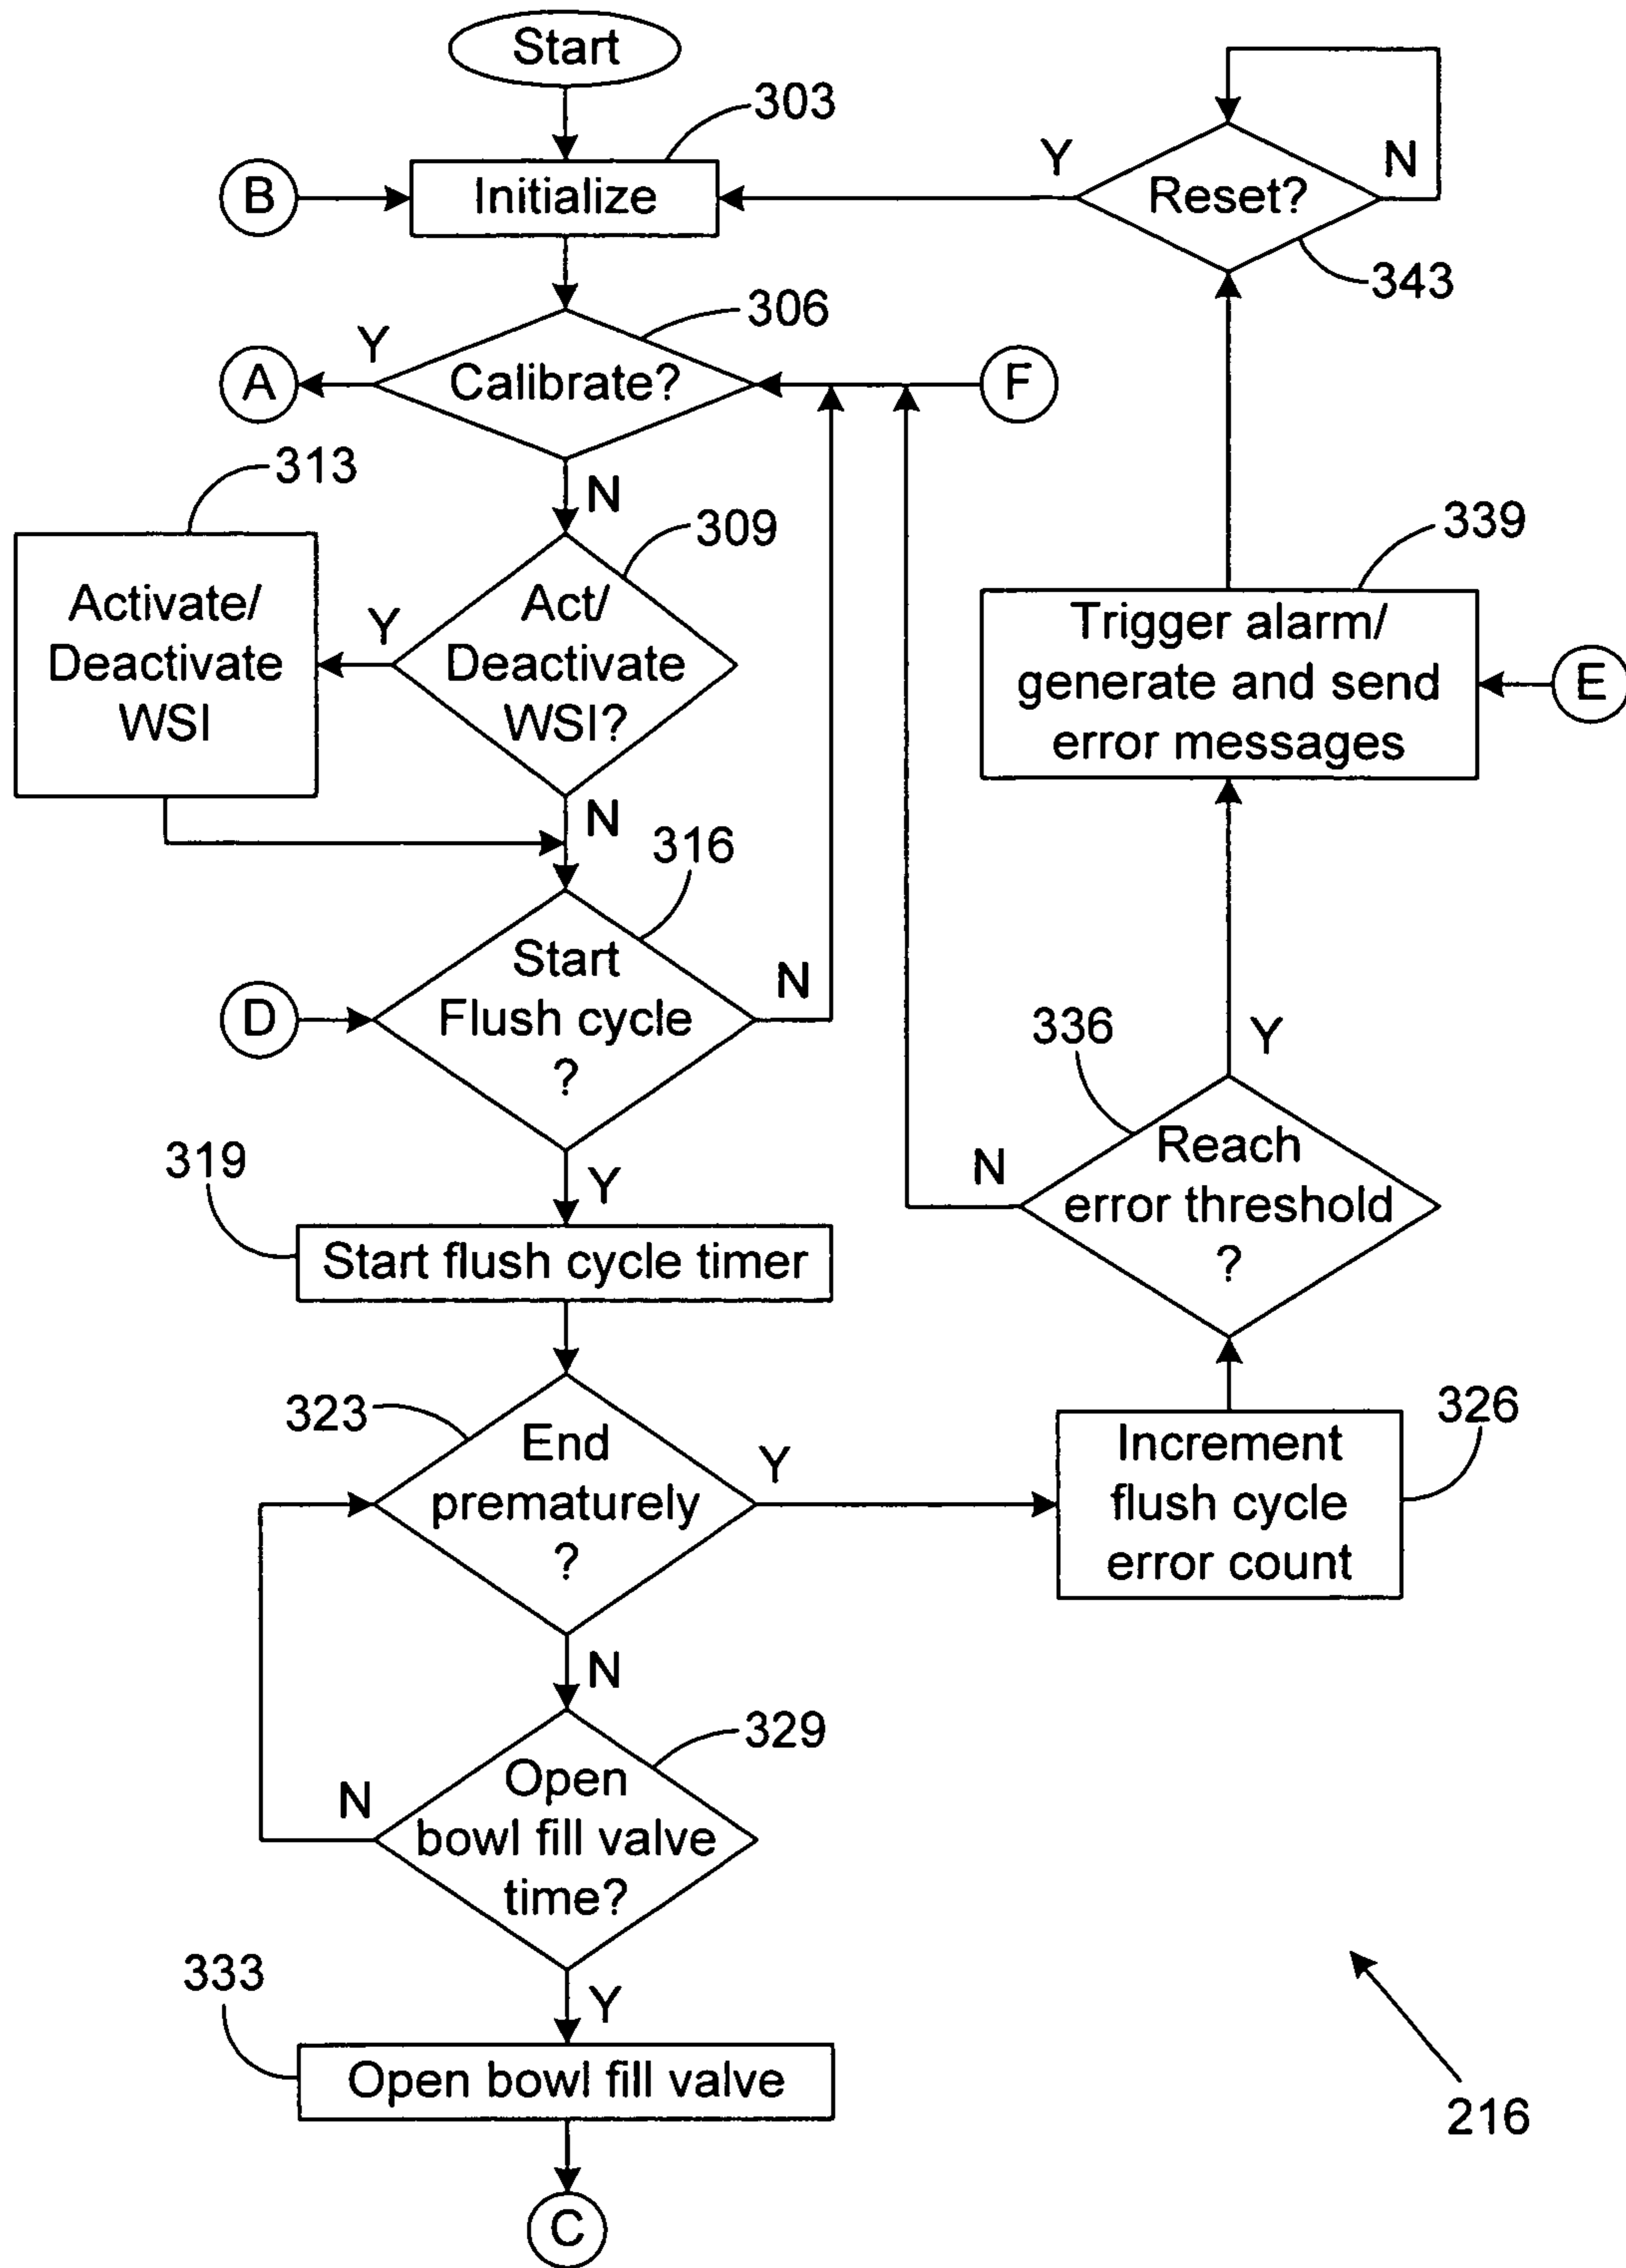 Start
303
B
Initialize
Y
Reset?
N
343
306
Y
A
Calibrate?
F
N
313
309
339
Activate/
Deactivate
WSI
Y
Act/
Deactivate
WSI?
Trigger alarm/
generate and send
error messages
E
N
316
D
Start
Flush cycle
?
N
336
Y
319
Y
N
Reach
error threshold
?
Start flush cycle timer
323
End
prematurely
?
Y
326
Increment
flush cycle
error count
N
329
N
Open
bowl fill valve
time?
333
Y
Open bowl fill valve
216
C